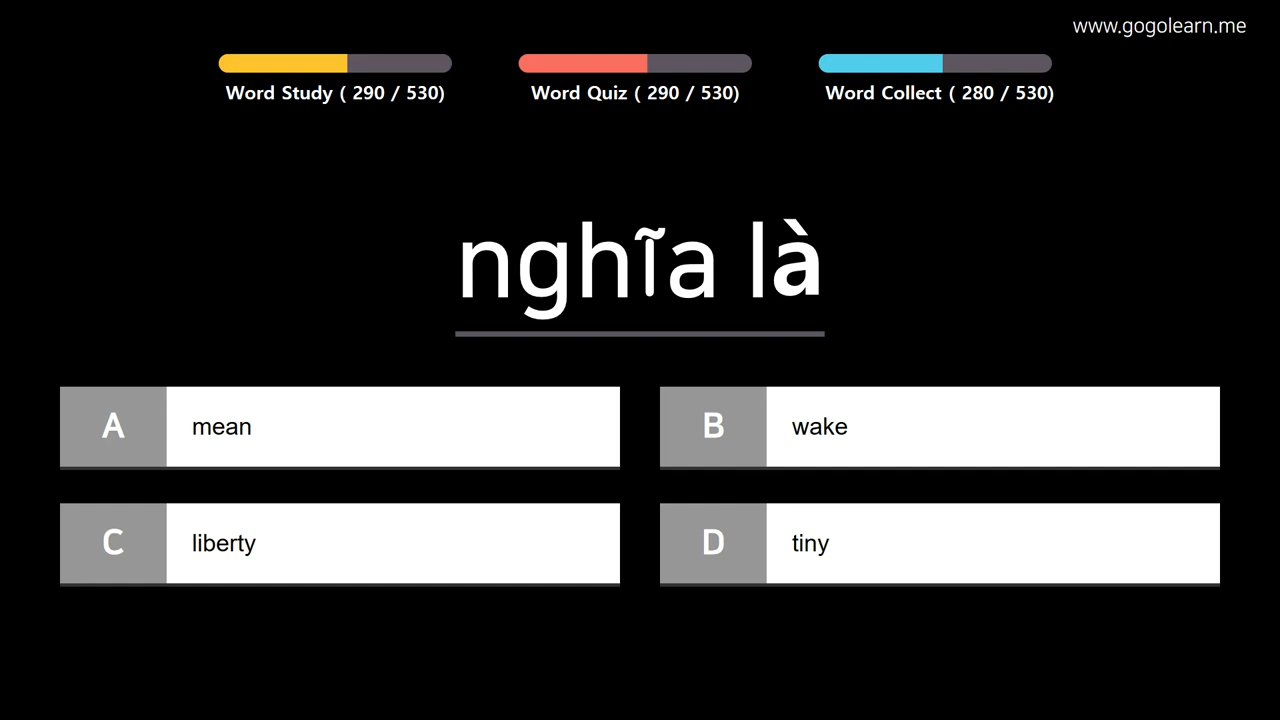 www.gogolearn.me
Word Study ( 290 / 530)
Word Quiz ( 290 / 530)
Word Collect ( 280 / 530)
nghĩa là
A mean
B wake
C liberty
D tiny